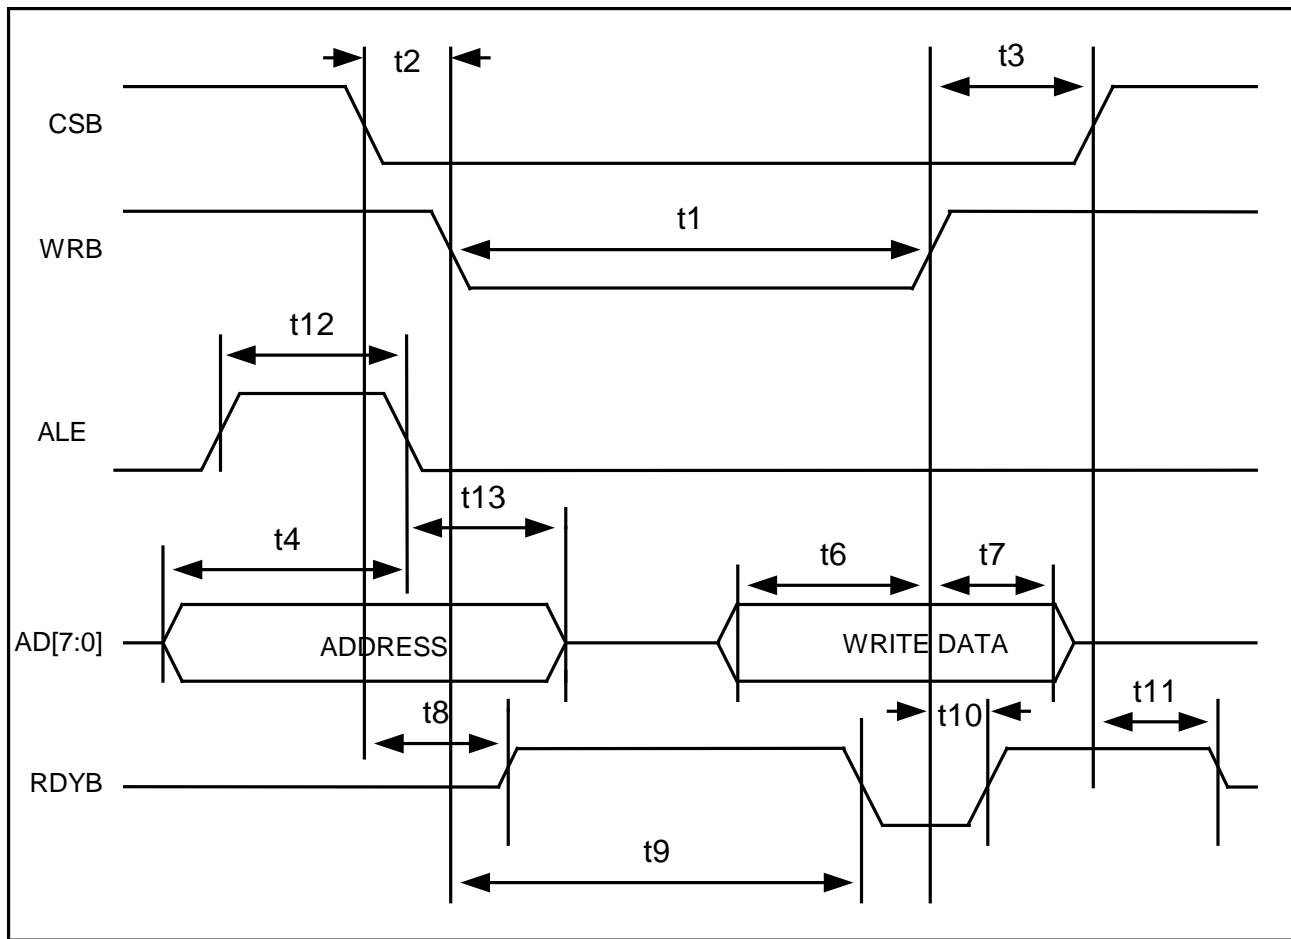 t2
t3
CSB
t1
WRB
t12
ALE
t13
t4
t6
t7
AD[7:0]
ADDRESS
WRITE DATA
t8
t10
t11
RDYB
t9